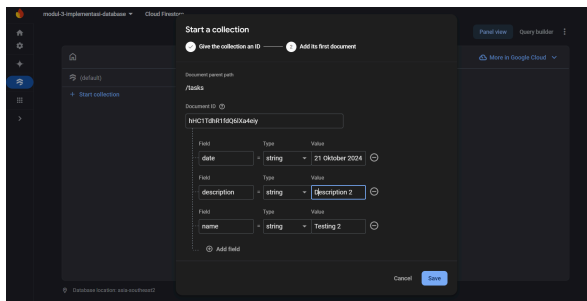 modul-3-implementasi-database
Cloud Firestore
Panel view
Query builder
More in Google Cloud
(default)
+ Start collection
Start a collection
Give the collection an ID
2 Add its first document
Document parent path
/tasks
Document ID
Field Type Value
date = string 21 Oktober 2024
Field Type Value
description = string Description 2
Field Type Value
name = string Testing 2
Add field
Cancel Save
Database location: asia-southeast2